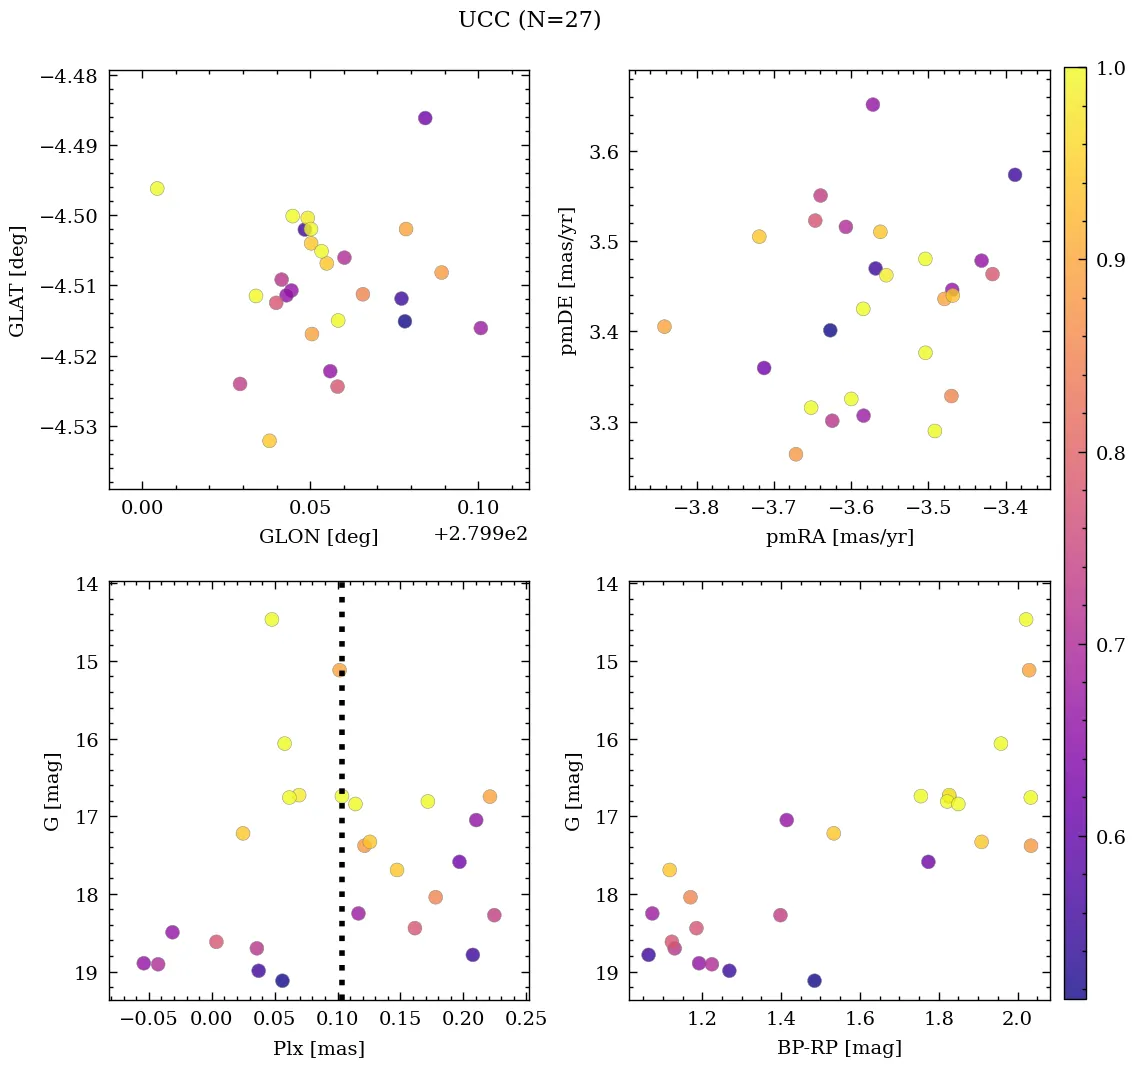 UCC (N=27)
−4.48
−4.49
−4.50
−4.51
−4.52
−4.53
GLAT [deg]
0.00 0.05 0.10
GLON [deg]
+2.799e2
3.6
3.5
3.4
3.3
pmDE [mas/yr]
−3.8 −3.7 −3.6 −3.5 −3.4
pmRA [mas/yr]
14
15
16
17
18
19
G [mag]
−0.05 0.00 0.05 0.10 0.15 0.20 0.25
Plx [mas]
14
15
16
17
18
19
G [mag]
1.2 1.4 1.6 1.8 2.0
BP-RP [mag]
1.0
0.9
0.8
0.7
0.6